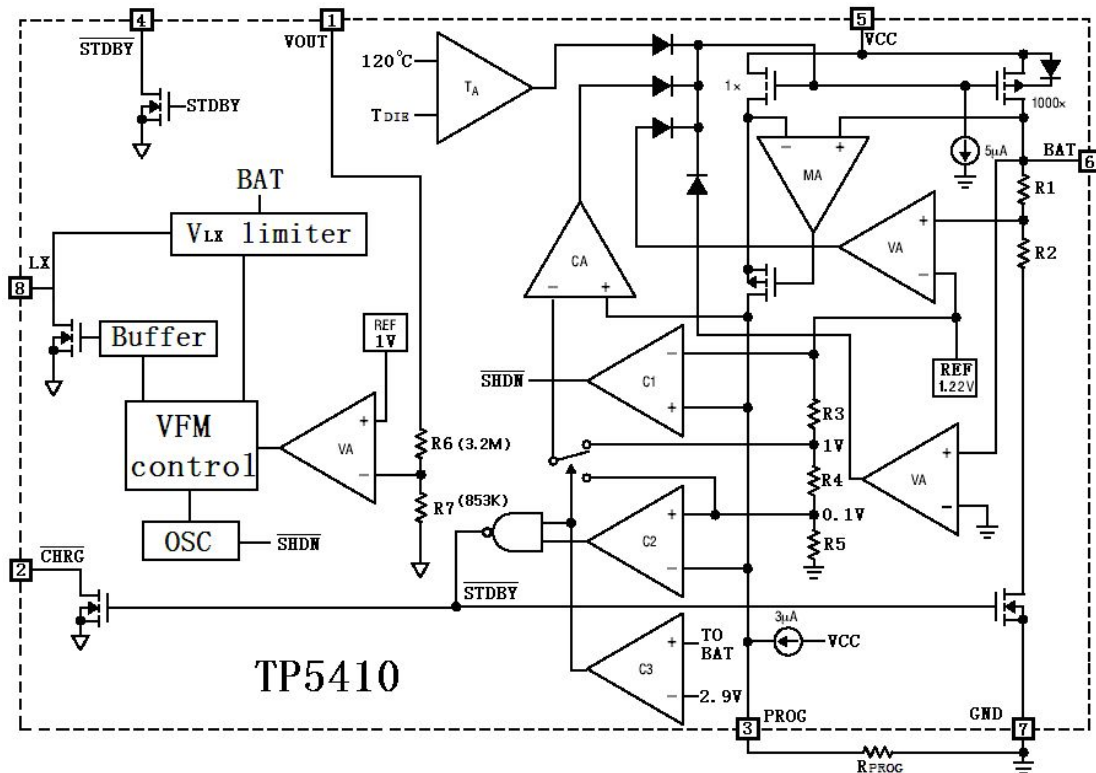 4
STDBY
STDBY
1
VOUT
120°C
TDIE
TA
5
VCC
1×
1000×
5μA
BAT
6
MA
R1
R2
VA
BAT
VLX limiter
LX
8
Buffer
CA
REF
1V
REF
1.22V
SHDN
C1
R3
1V
VFM
control
VA
R6(3.2M)
R7(853K)
R4
0.1V
R5
VA
OSC
SHDN
C2
CHRG
2
STDBY
3μA
VCC
C3
TO
BAT
2.9V
TP5410
3
PROG
GND
7
RPROG